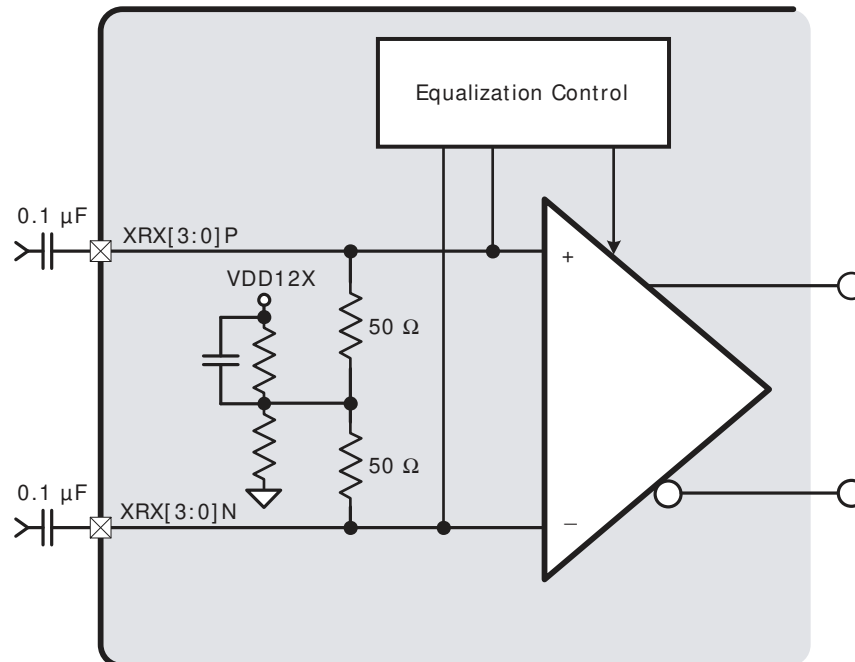 Equalization Control
0.1 µF
XRX[3:0]P
+
VDD12X
50 Ω
50 Ω
0.1 µF
XRX[3:0]N
−